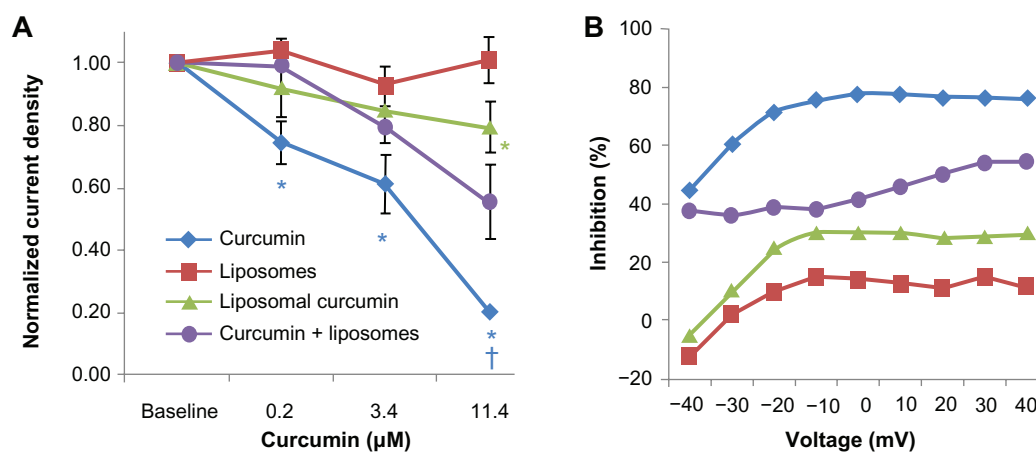 A
Normalized current density
1.00
0.80
0.60
0.40
0.20
0.00
*
*
*
*
†
Curcumin
Liposomes
Liposomal curcumin
Curcumin + liposomes
Baseline 0.2 3.4 11.4
Curcumin (µM)
B
Inhibition (%)
100
80
60
40
20
0
−20
−40 −30 −20 −10 0 10 20 30 40
Voltage (mV)